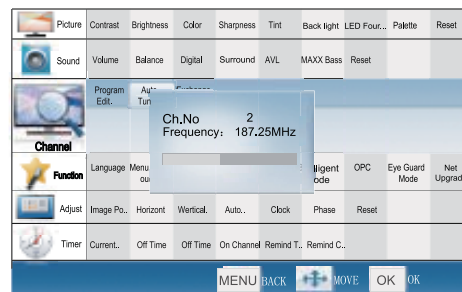 Picture Contrast Brightness Color Sharpness Tint Back light LED Four... Palette Reset
Sound Volume Balance Digital Surround AVL MAXX Bass Reset
Channel Program
Edit.
Ch.No 2
Frequency: 187.25MHz
Function Language OPC Eye Guard
Mode Net
Adjust Image Po.. Horizont Wertical. Auto.. Clock Phase Reset
Timer Current.. Off Time Off Time On Channel Remind T.. Remind C..
MENU BACK MOVE OK OK